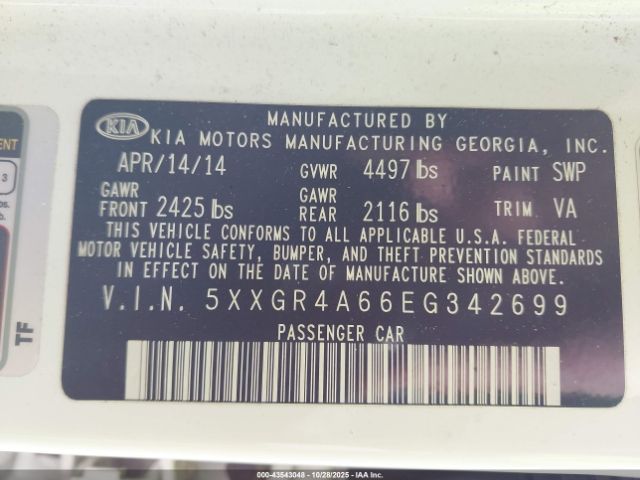 MANUFACTURED BY
KIA KIA MOTORS MANUFACTURING GEORGIA, INC.
APR/14/14 GVWR 4497 lbs PAINT SWP
GAWR FRONT 2425 lbs GAWR REAR 2116 lbs TRIM VA
THIS VEHICLE CONFORMS TO ALL APPLICABLE U.S.A. FEDERAL
MOTOR VEHICLE SAFETY, BUMPER, AND THEFT PREVENTION STANDARDS
IN EFFECT ON THE DATE OF MANUFACTURE SHOWN ABOVE.
V.I.N. 5XXGR4A66EG342699
PASSENGER CAR
TF
3
000-43543048 - 10/28/2025 - IAA Inc.